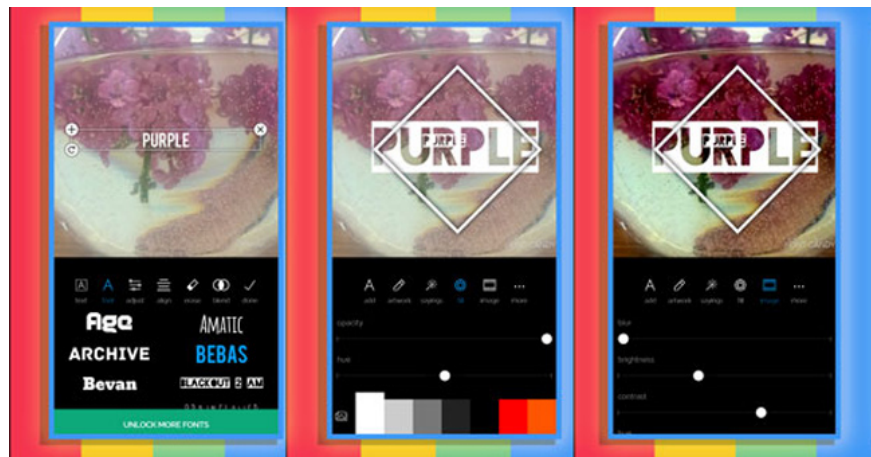 PURPLE
text font adjust align erase blend done
Age
AMATIC
ARCHIVE
BEBAS
Bevan
BLACKOUT 2 AM
UNLOCK MORE FONTS
PURPLE
PURPLE
add artwork sayings fill image more
opacity
hue
PURPLE
PURPLE
add artwork sayings fill image more
blur
brightness
contrast
hue